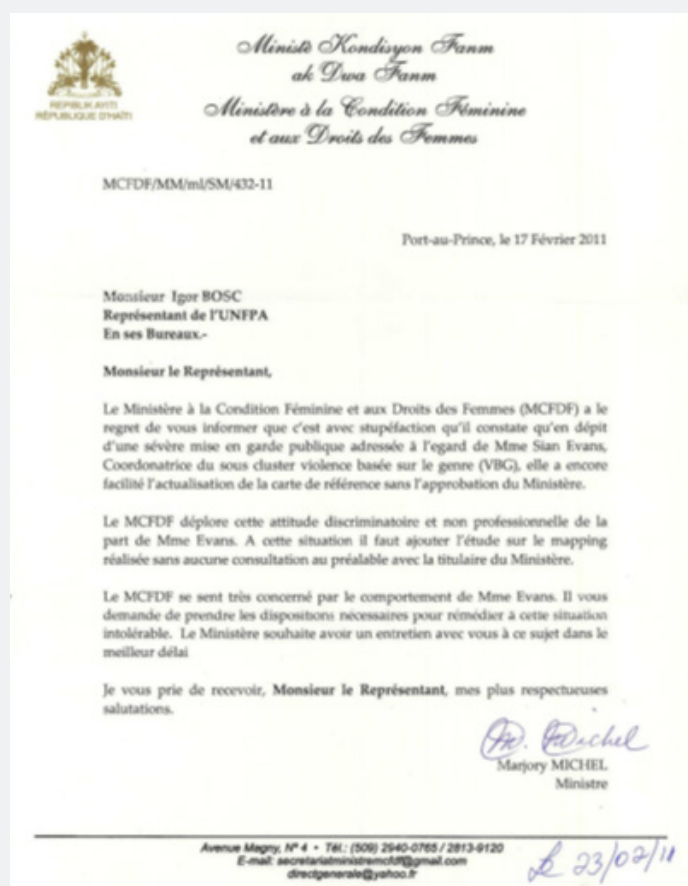 REPIBLIK AYITI
RÉPUBLIQUE D'HAÏTI
Ministè Kondisyon Fanm
ak Dwa Fanm
Ministère à la Condition Féminine
et aux Droits des Femmes
MCFDF/MM/ml/SM/432-11
Port-au-Prince, le 17 Février 2011
Monsieur Igor BOSC
Représentant de l'UNFPA
En ses Bureaux.-
Monsieur le Représentant,
Le Ministère à la Condition Féminine et aux Droits des Femmes (MCFDF) a le
regret de vous informer que c'est avec stupéfaction qu'il constate qu'en dépit
d'une sévère mise en garde publique adressée à l'egard de Mme Sian Evans,
Coordonatrice du sous cluster violence basée sur le genre (VBG), elle a encore
facilité l'actualisation de la carte de référence sans l'approbation du Ministère.
Le MCFDF déplore cette attitude discriminatoire et non professionnelle de la
part de Mme Evans. A cette situation il faut ajouter l'étude sur le mapping
réalisée sans aucune consultation au préalable avec la titulaire du Ministère.
Le MCFDF se sent très concerné par le comportement de Mme Evans. Il vous
demande de prendre les dispositions nécessaires pour rémédier à cette situation
intolérable. Le Ministère souhaite avoir un entretien avec vous à ce sujet dans le
meilleur délai
Je vous prie de recevoir, Monsieur le Représentant, mes plus respectueuses
salutations.
M. Michel
Marjory MICHEL
Ministre
Avenue Magny, N° 4 • Tél.: (509) 2940-0765 / 2813-9120
E-mail: secretariatministremcfdf@gmail.com
directgenerale@yahoo.fr
23/02/11